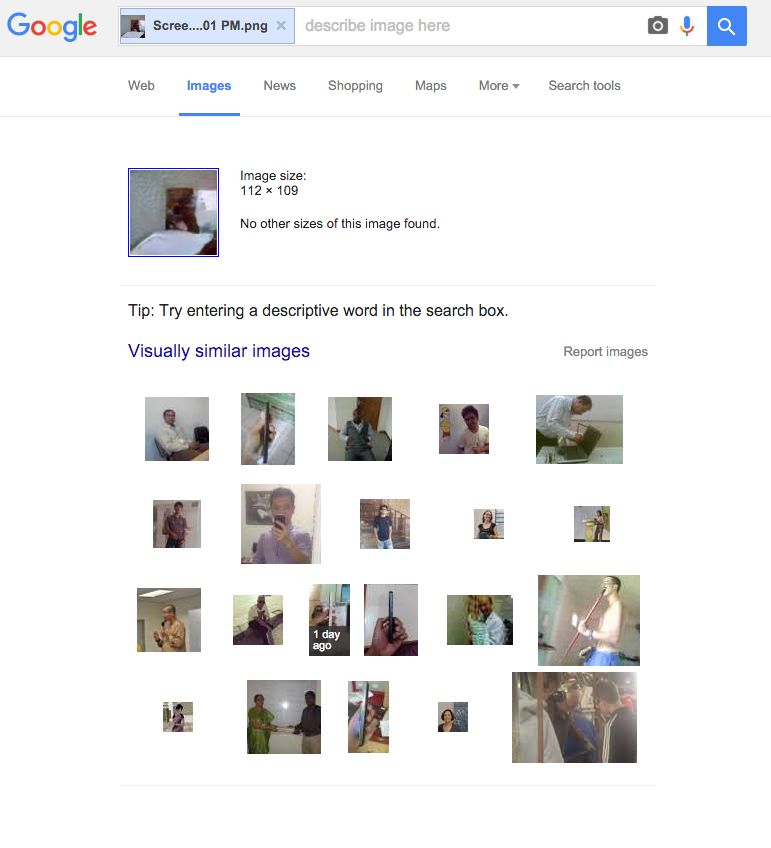 Google
Scree....01 PM.png ×
describe image here
Web Images News Shopping Maps More Search tools
Image size:
112 × 109
No other sizes of this image found.
Tip: Try entering a descriptive word in the search box.
Visually similar images
Report images
1 day
ago